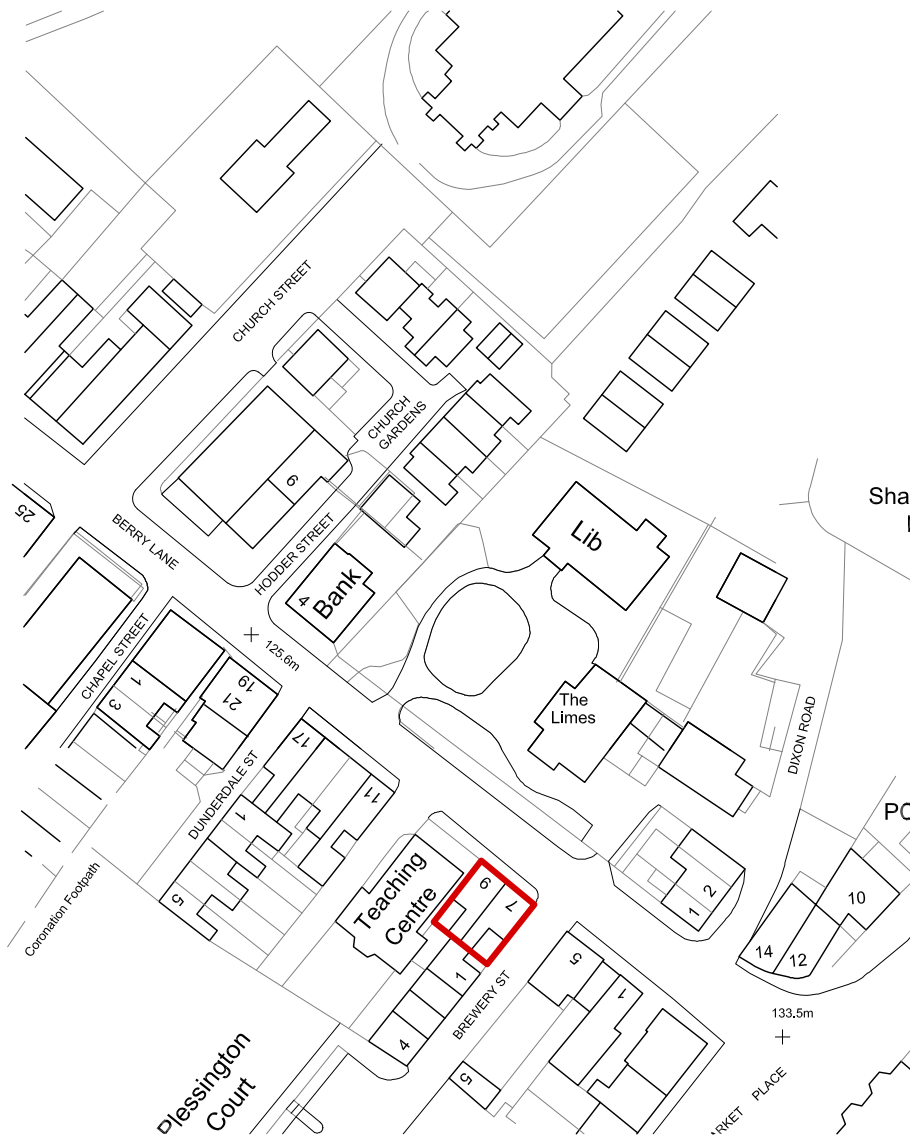 CHURCH STREET
CHURCH
GARDENS
9
25
BERRY LANE
HODDER STREET
Lib
Sha
Bank
4
125.6m
CHAPEL STREET
1
3
19
21
The
Limes
DIXON ROAD
17
11
DUNDERDALE ST
1
5
PO
Coronation Footpath
Teaching
Centre
9
7
2
1
10
14
12
1
4
BREWERY ST
5
1
5
133.5m
Plessington
Court
ARKET PLACE